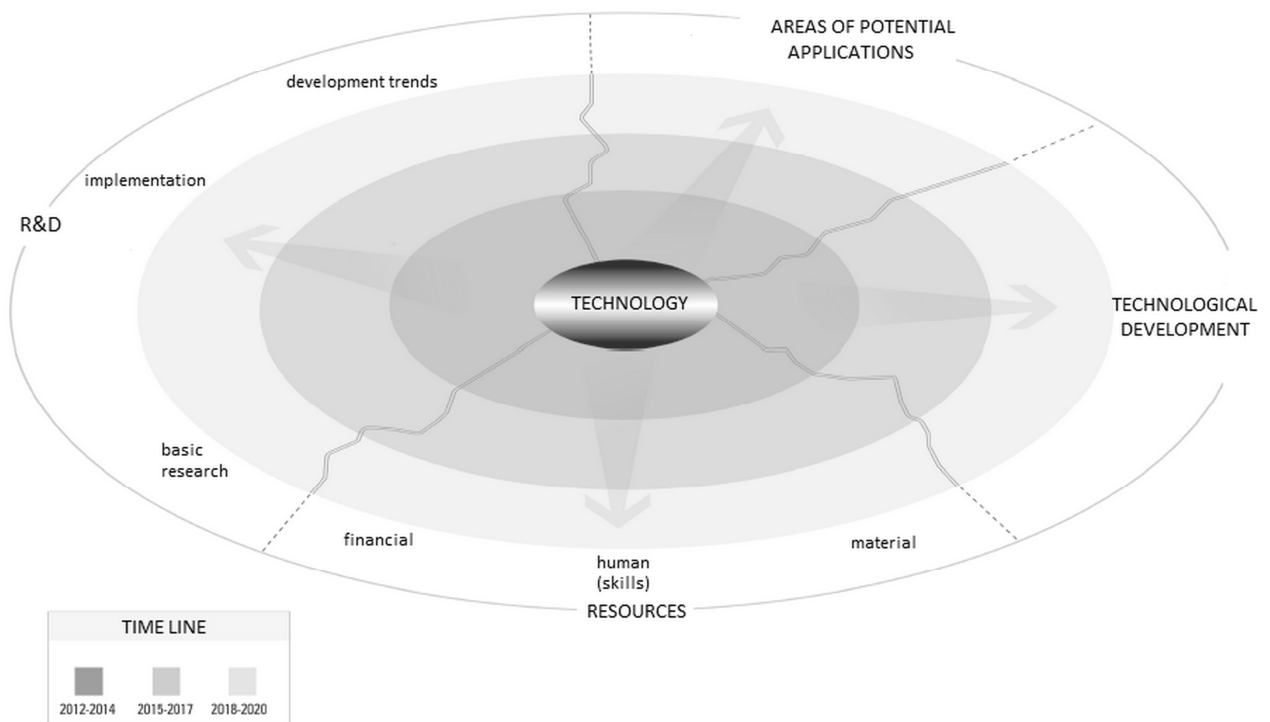 AREAS OF POTENTIAL
APPLICATIONS
development trends
implementation
R&D
TECHNOLOGY
TECHNOLOGICAL
DEVELOPMENT
basic
research
financial
material
human
(skills)
RESOURCES
TIME LINE
2012-2014
2015-2017
2018-2020